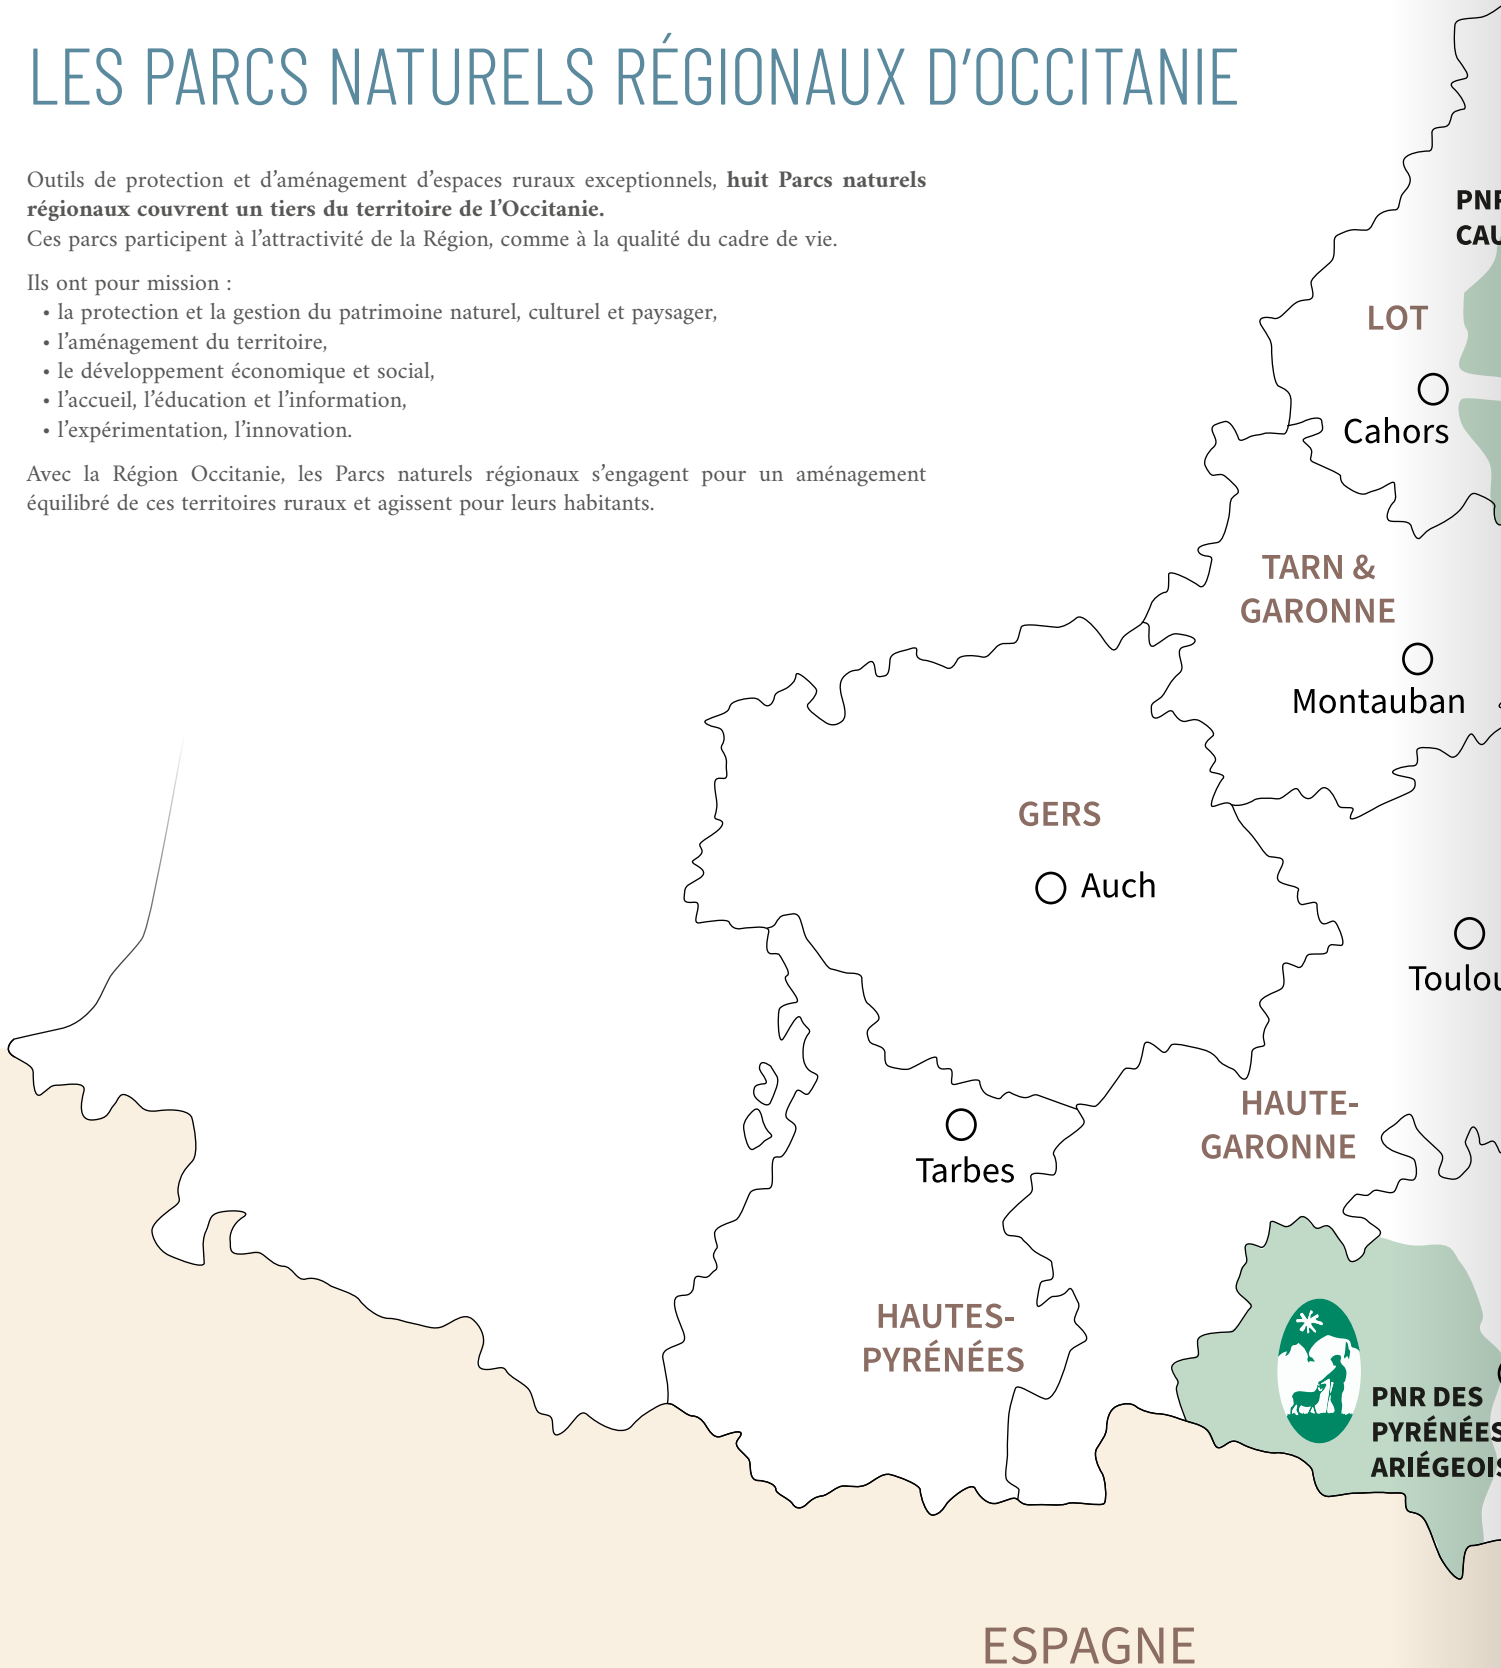 LES PARCS NATURELS RÉGIONAUX D'OCCITANIE
Outils de protection et d'aménagement d'espaces ruraux exceptionnels, huit Parcs naturels
régionaux couvrent un tiers du territoire de l'Occitanie.
Ces parcs participent à l'attractivité de la Région, comme à la qualité du cadre de vie.
Ils ont pour mission :
• la protection et la gestion du patrimoine naturel, culturel et paysager,
• l'aménagement du territoire,
• le développement économique et social,
• l'accueil, l'éducation et l'information,
• l'expérimentation, l'innovation.
Avec la Région Occitanie, les Parcs naturels régionaux s'engagent pour un aménagement
équilibré de ces territoires ruraux et agissent pour leurs habitants.
LOT
Cahors
TARN &
GARONNE
Montauban
GERS
Auch
HAUTE-
GARONNE
Tarbes
HAUTES-
PYRÉNÉES
PNR DES
PYRÉNÉES
ESPAGNE